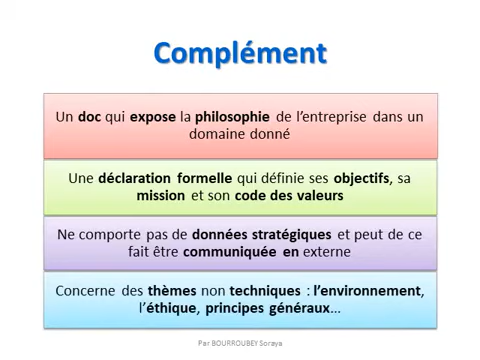 Complément
Un doc qui expose la philosophie de l'entreprise dans un
domaine donné
Une déclaration formelle qui définie ses objectifs, sa
mission et son code des valeurs
Ne comporte pas de données stratégiques et peut de ce
fait être communiquée en externe
Concerne des thèmes non techniques : l'environnement,
l'éthique, principes généraux...
Par BOURROUBEY Soraya